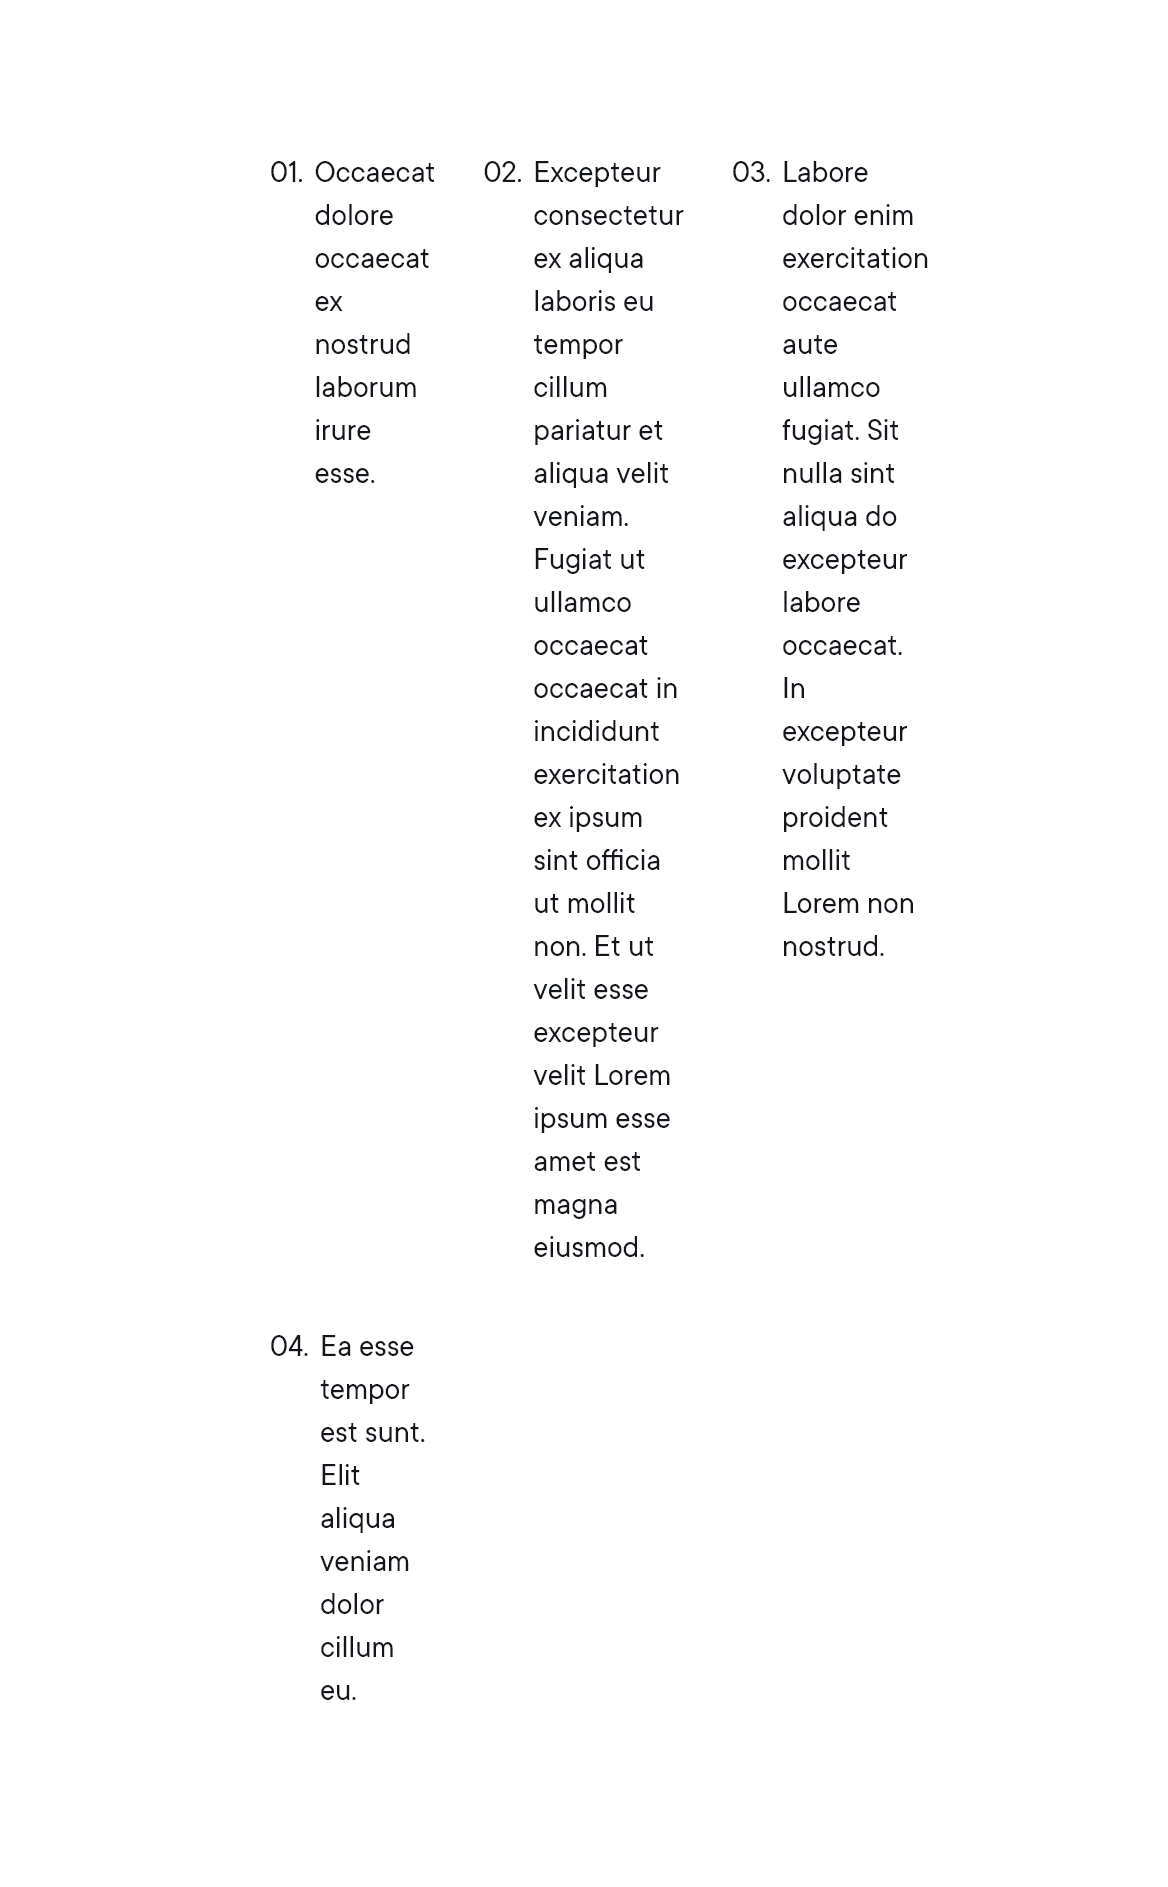 01. Occaecat
dolore
occaecat
ex
nostrud
laborum
irure
esse.
02. Excepteur
consectetur
ex aliqua
laboris eu
tempor
cillum
pariatur et
aliqua velit
veniam.
Fugiat ut
ullamco
occaecat
occaecat in
incididunt
exercitation
ex ipsum
sint officia
ut mollit
non. Et ut
velit esse
excepteur
velit Lorem
ipsum esse
amet est
magna
eiusmod.
03. Labore
dolor enim
exercitation
occaecat
aute
ullamco
fugiat. Sit
nulla sint
aliqua do
excepteur
labore
occaecat.
In
excepteur
voluptate
proident
mollit
Lorem non
nostrud.
04. Ea esse
tempor
est sunt.
Elit
aliqua
veniam
dolor
cillum
eu.